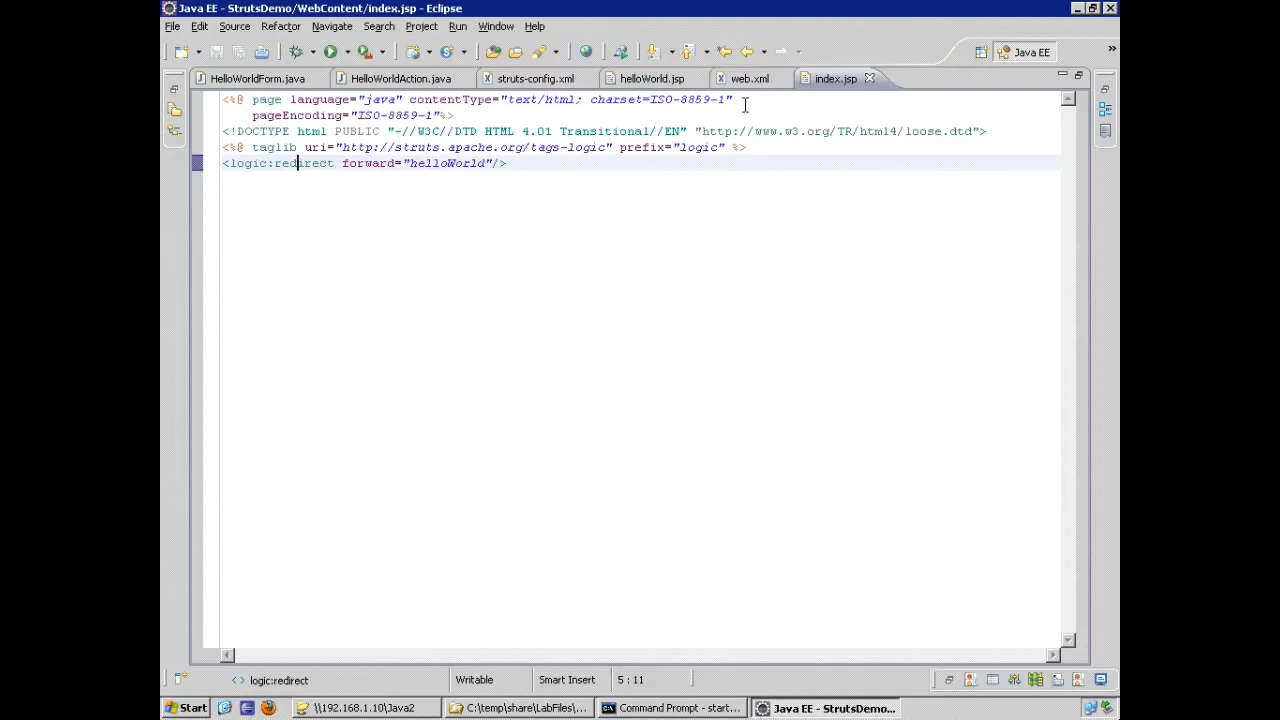 Java EE - StrutsDemo/WebContent/index.jsp - Eclipse
File Edit Source Refactor Navigate Search Project Run Window Help
Java EE
HelloWorldForm.java HelloWorldAction.java struts-config.xml helloWorld.jsp web.xml index.jsp
<%@ page language="java" contentType="text/html; charset=ISO-8859-1"
pageEncoding="ISO-8859-1"%>
<!DOCTYPE html PUBLIC "-//W3C//DTD HTML 4.01 Transitional//EN" "http://www.w3.org/TR/html4/loose.dtd">
<%@ taglib uri="http://struts.apache.org/tags-logic" prefix="logic" %>
<logic:redirect forward="helloWorld"/>
<> logic:redirect Writable Smart Insert 5 : 11
Start \\192.168.1.10\java2 C:\temp\share\LabFiles\... Command Prompt - start... Java EE - StrutsDemo...